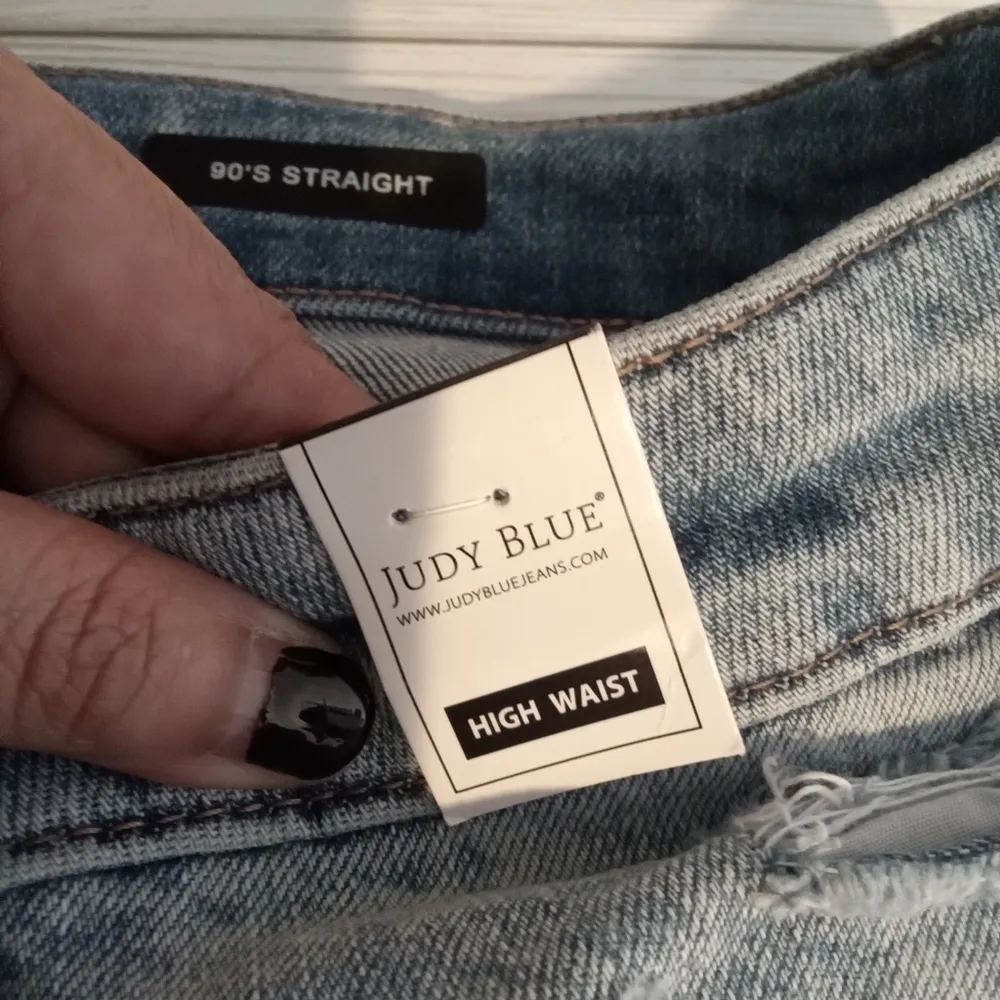 90'S STRAIGHT
JUDY BLUE®
WWW.JUDYBLUEJEANS.COM
HIGH WAIST